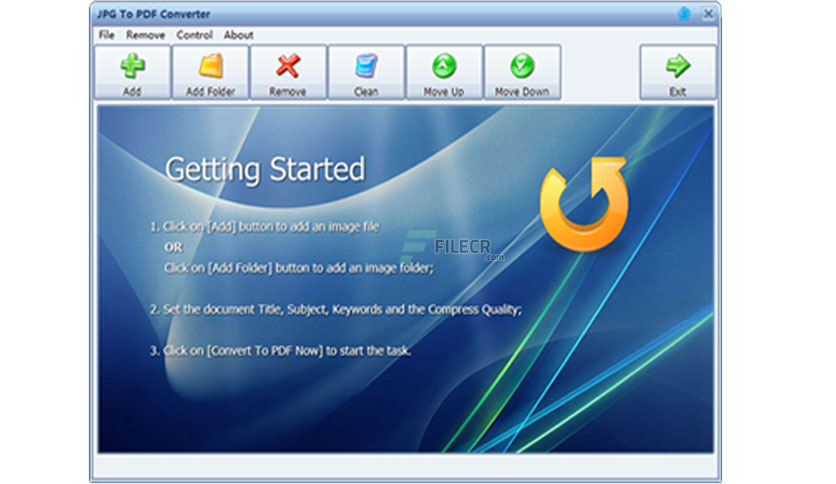 JPG To PDF Converter
File Remove Control About
Add Add Folder Remove Clean Move Up Move Down Exit
Getting Started
1. Click on [Add] button to add an image file
OR
Click on [Add Folder] button to add an image folder;
FILECR
.com
2. Set the document Title, Subject, Keywords and the Compress Quality;
3. Click on [Convert To PDF Now] to start the task.